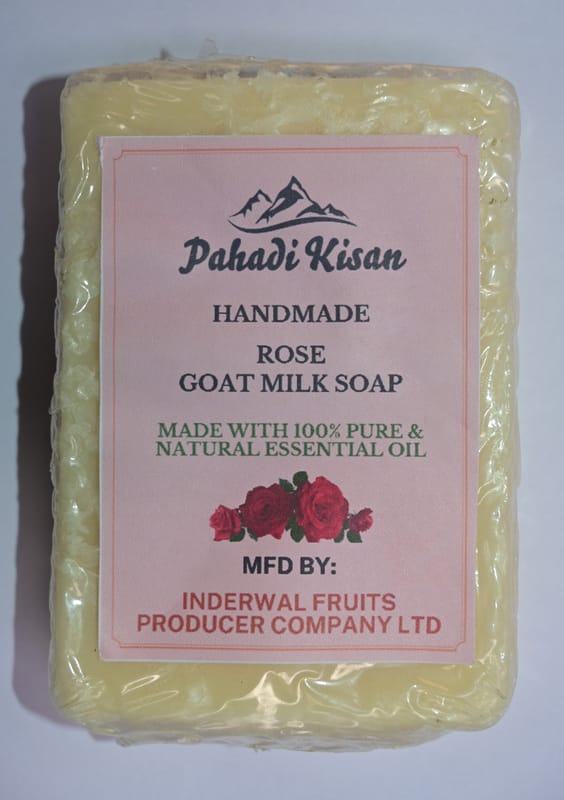 Pahadi Kisan
HANDMADE
ROSE
GOAT MILK SOAP
MADE WITH 100% PURE &
NATURAL ESSENTIAL OIL
MFD BY:
INDERWAL FRUITS
PRODUCER COMPANY LTD